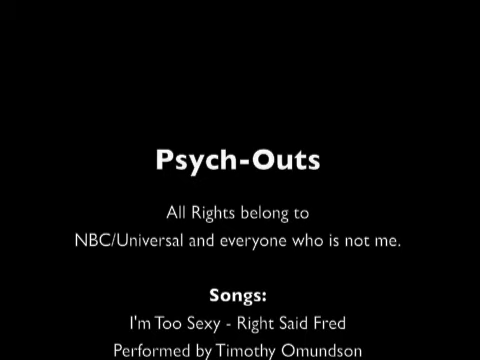 Psych-Outs
All Rights belong to
NBC/Universal and everyone who is not me.
Songs:
I'm Too Sexy - Right Said Fred
Performed by Timothy Omundson